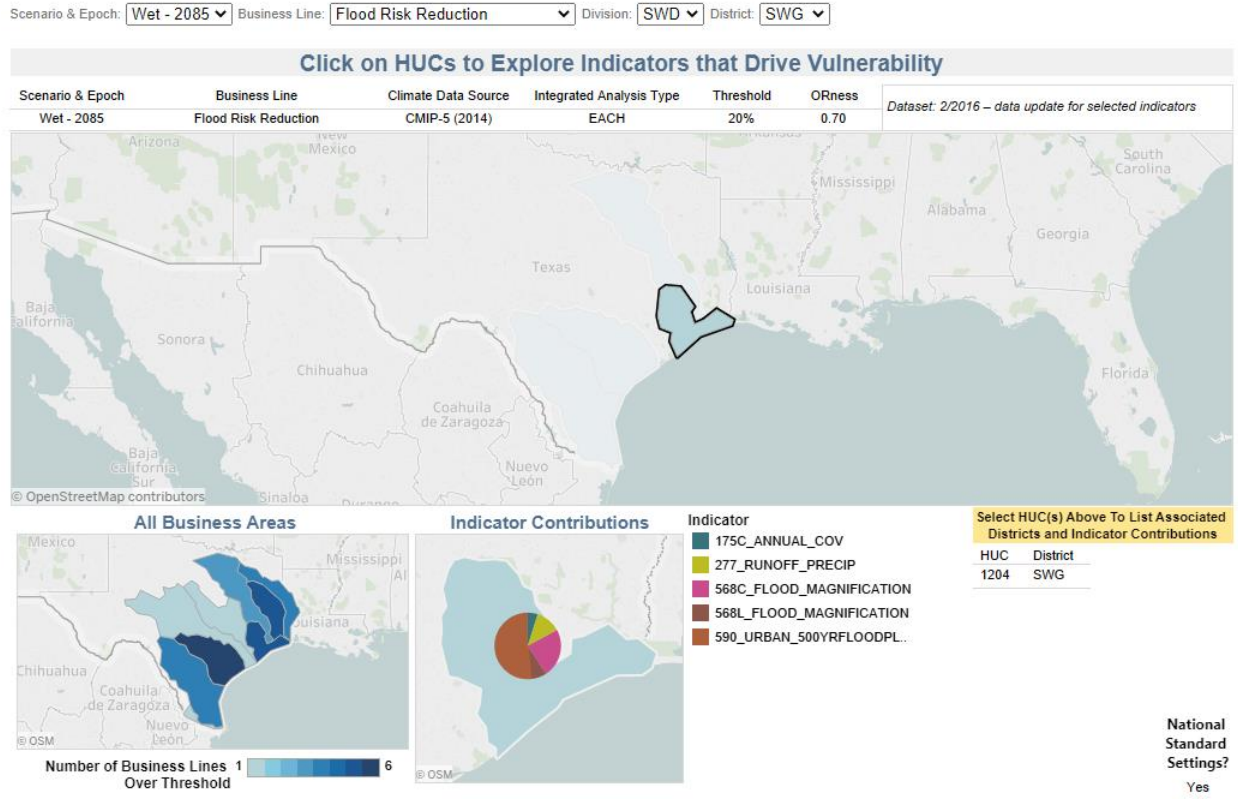 Scenario & Epoch: Wet - 2085 Business Line: Flood Risk Reduction Division: SWD District: SWG
Click on HUCs to Explore Indicators that Drive Vulnerability
Scenario & Epoch Business Line Climate Data Source Integrated Analysis Type Threshold ORness
Wet - 2085 Flood Risk Reduction CMIP-5 (2014) EACH 20% 0.70
Dataset: 2/2016 – data update for selected indicators
Arizona
New
Mexico
Arkansas
Mississippi
South
Carolina
Alabama
Georgia
Texas
Louisiana
Baja
alifornia
Sonora
Chihuahua
Florida
Coahuila
de Zaragoza
Baja
California
Sur
Nuevo
León
Sinaloa
Durango
© OpenStreetMap contributors
All Business Areas
Mexico
Mississippi
Al
ouisiana
Chihuahua
Coahuila
de Zaragoza
Nuevo
León
© OSM
Number of Business Lines 1 6
Over Threshold
Indicator Contributions
© OSM
Indicator
175C_ANNUAL_COV
277_RUNOFF_PRECIP
568C_FLOOD_MAGNIFICATION
568L_FLOOD_MAGNIFICATION
590_URBAN_500YRFLOODPL..
Select HUC(s) Above To List Associated
Districts and Indicator Contributions
HUC District
1204 SWG
National
Standard
Settings?
Yes